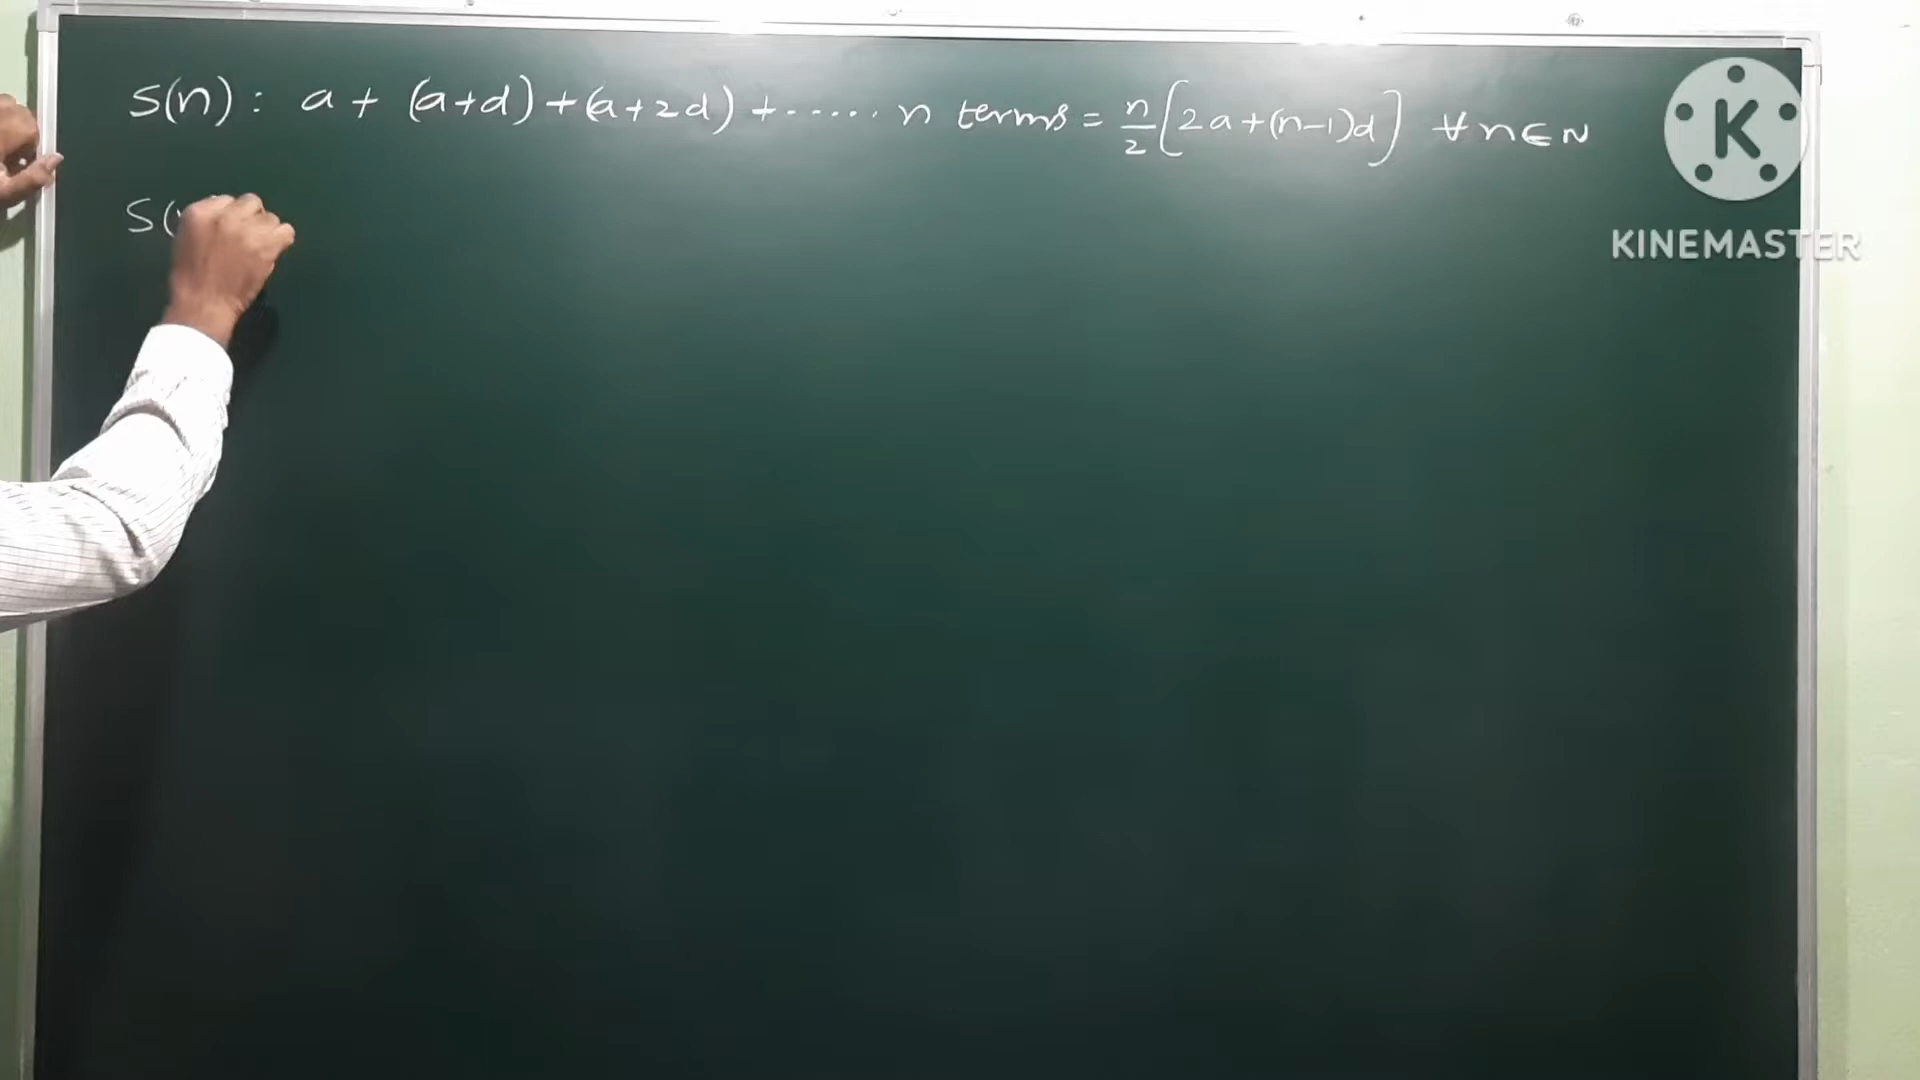 S(n) : a + (a+d) + (a+2d) + ...... n terms = n/2 [2a+(n-1)d] ∀ n ∈ N
S(
K
KINEMASTER